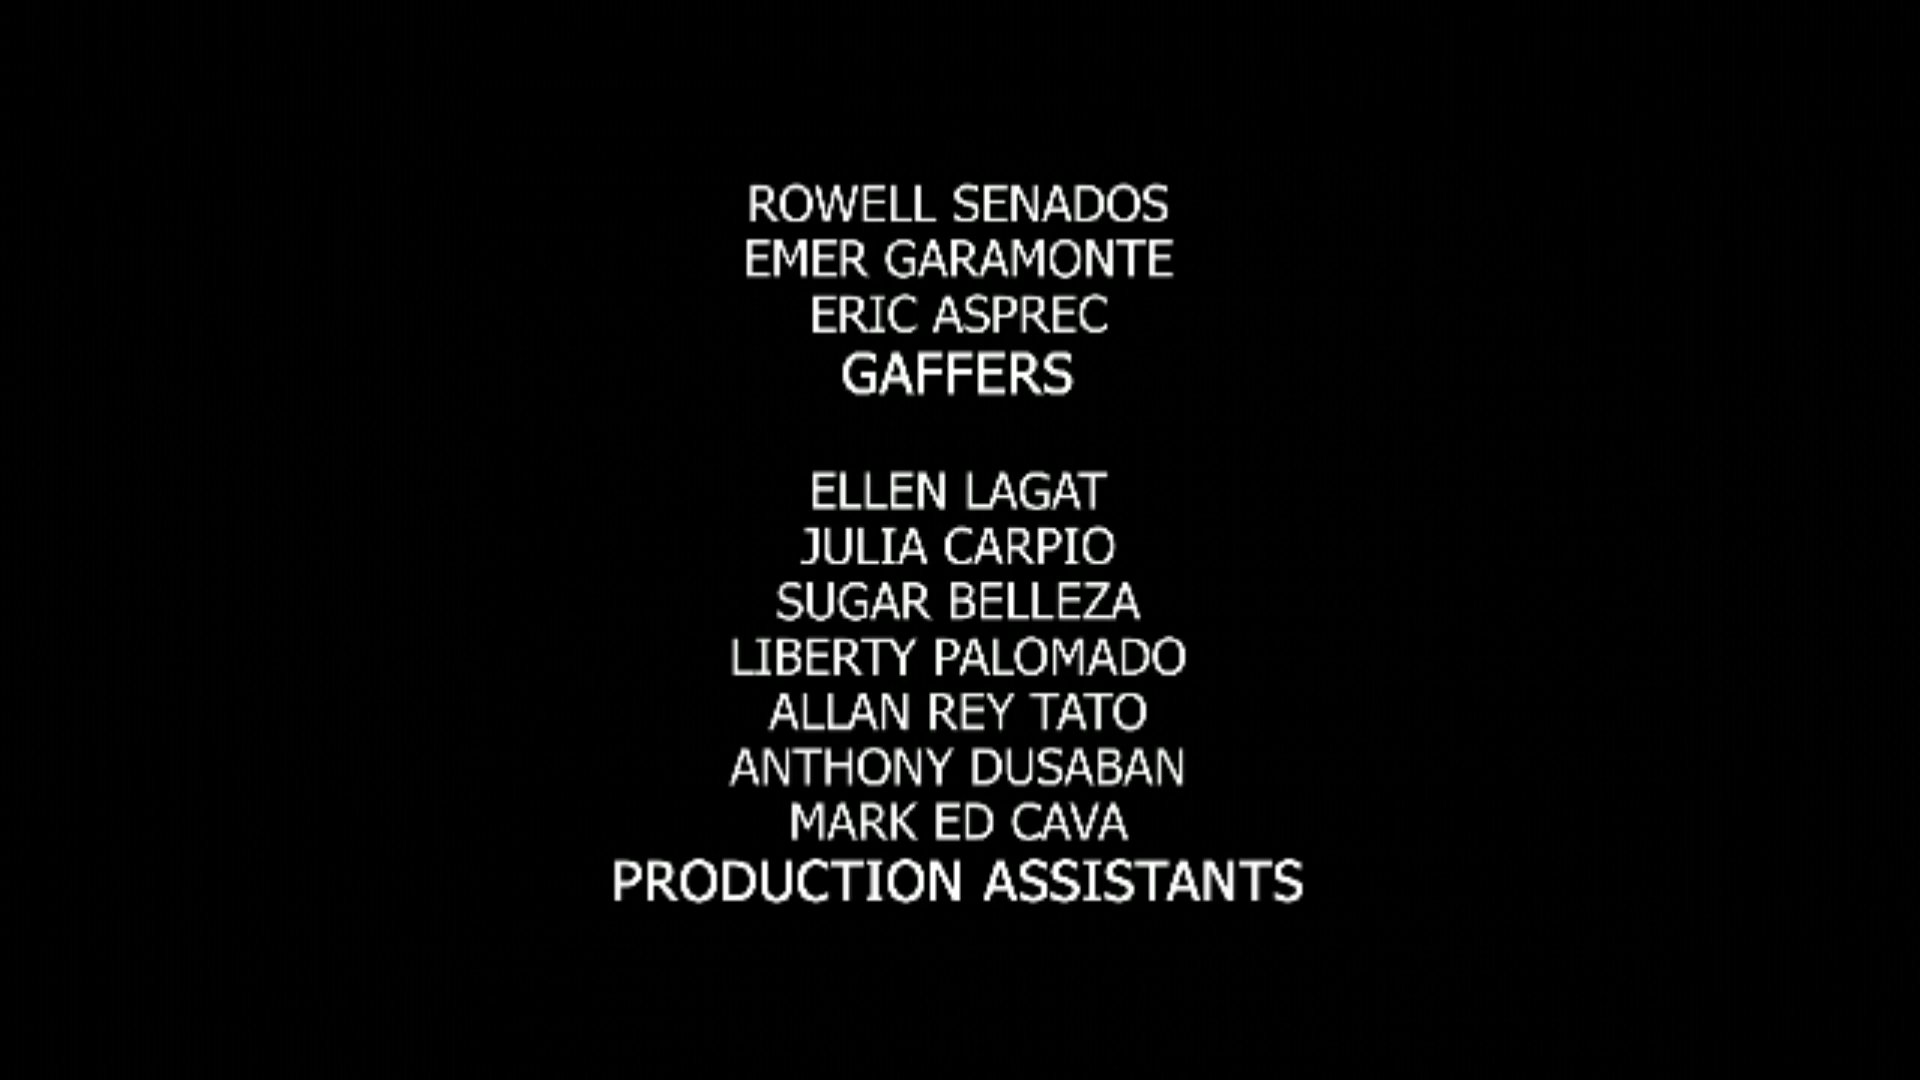 ROWELL SENADOS
EMER GARAMONTE
ERIC ASPREC
GAFFERS
ELLEN LAGAT
JULIA CARPIO
SUGAR BELLEZA
LIBERTY PALOMADO
ALLAN REY TATO
ANTHONY DUSABAN
MARK ED CAVA
PRODUCTION ASSISTANTS